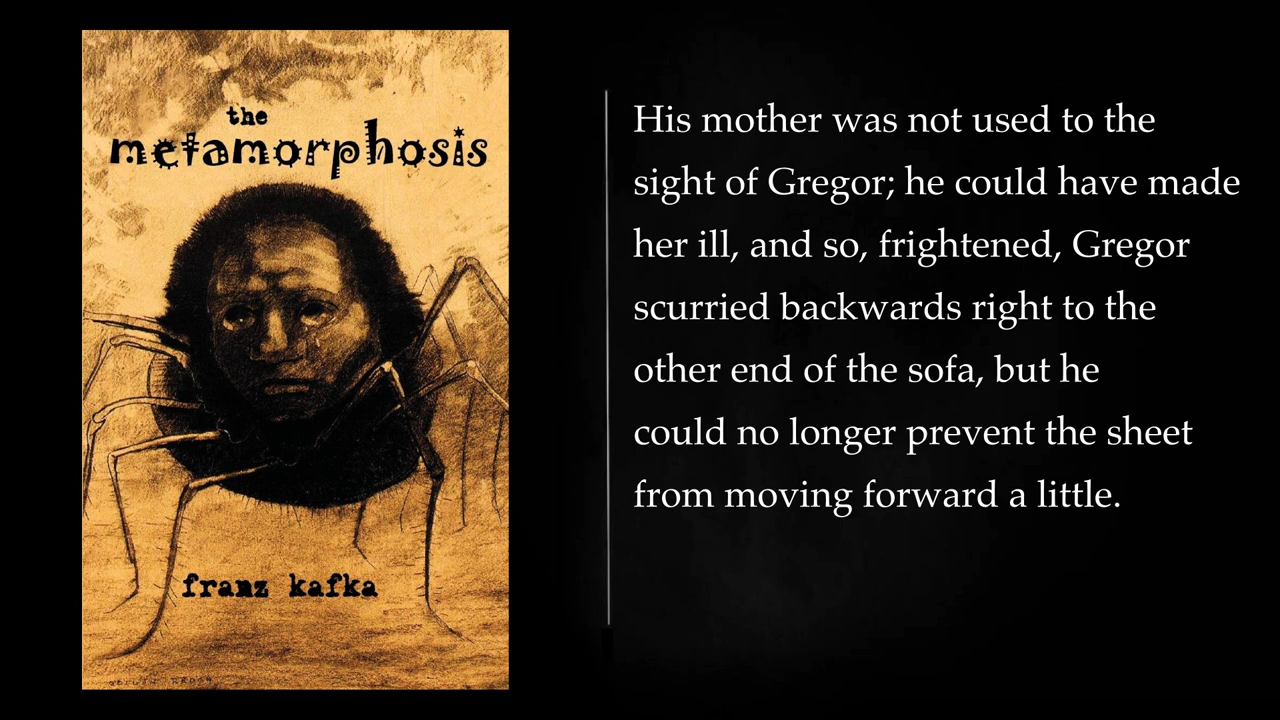 the
metamorphosis
franz kafka
ODILON REDON
His mother was not used to the
sight of Gregor; he could have made
her ill, and so, frightened, Gregor
scurried backwards right to the
other end of the sofa, but he
could no longer prevent the sheet
from moving forward a little.